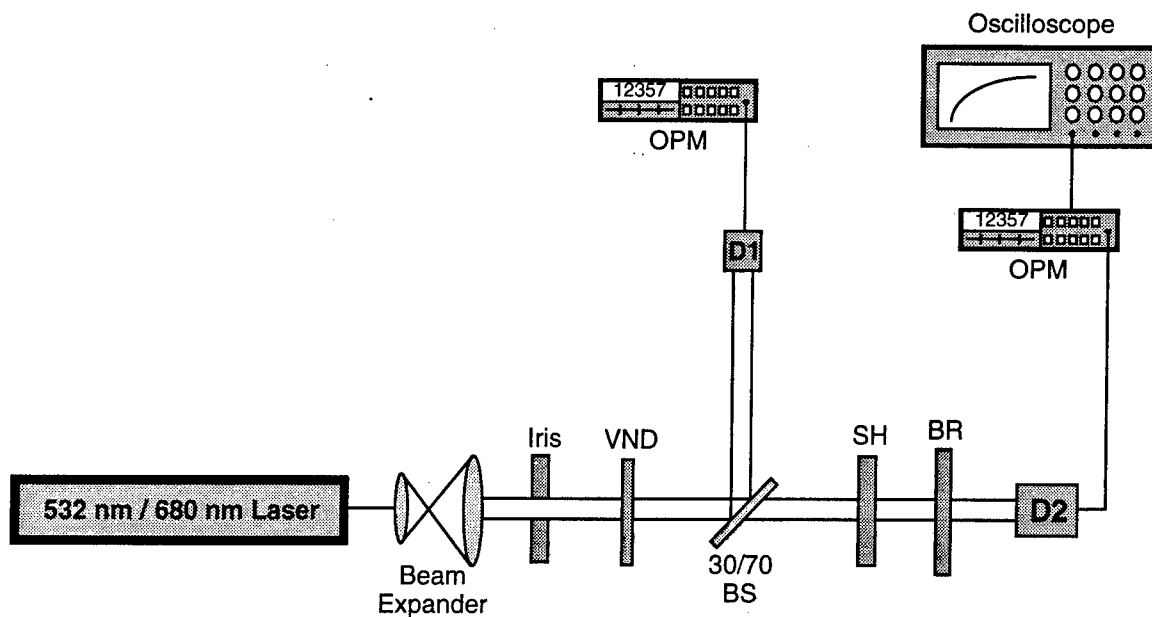 Oscilloscope
12357
OPM
12357
OPM
D1
Iris
VND
SH
BR
532 nm / 680 nm Laser
D2
Beam
Expander
30/70
BS